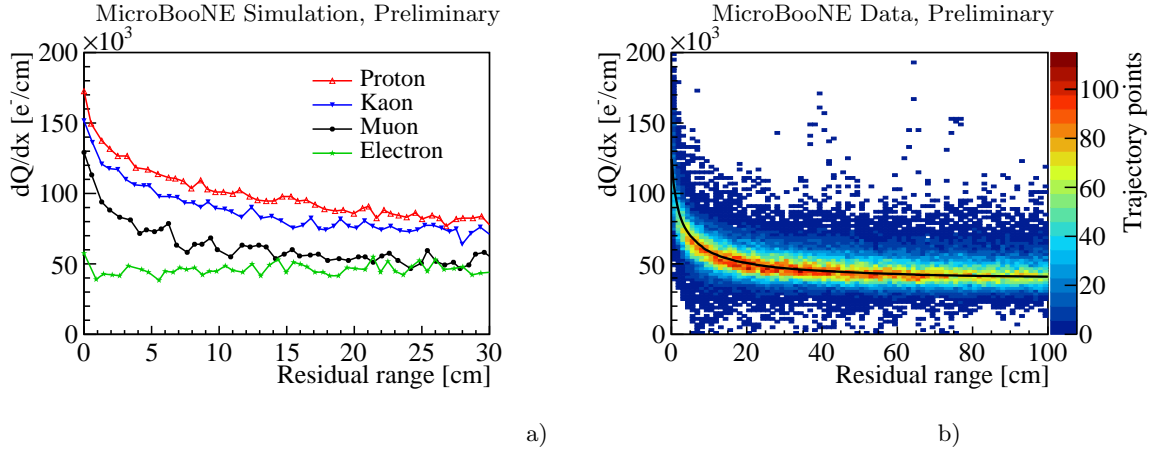 MicroBooNE Simulation, Preliminary
×10³
dQ/dx [e⁻/cm]
200
150
100
50
0
0 5 10 15 20 25 30
Residual range [cm]
Proton
Kaon
Muon
Electron
a)
MicroBooNE Data, Preliminary
×10³
dQ/dx [e⁻/cm]
200
150
100
50
0
0 20 40 60 80 100
Residual range [cm]
100
80
60
40
20
0
Trajectory points
b)